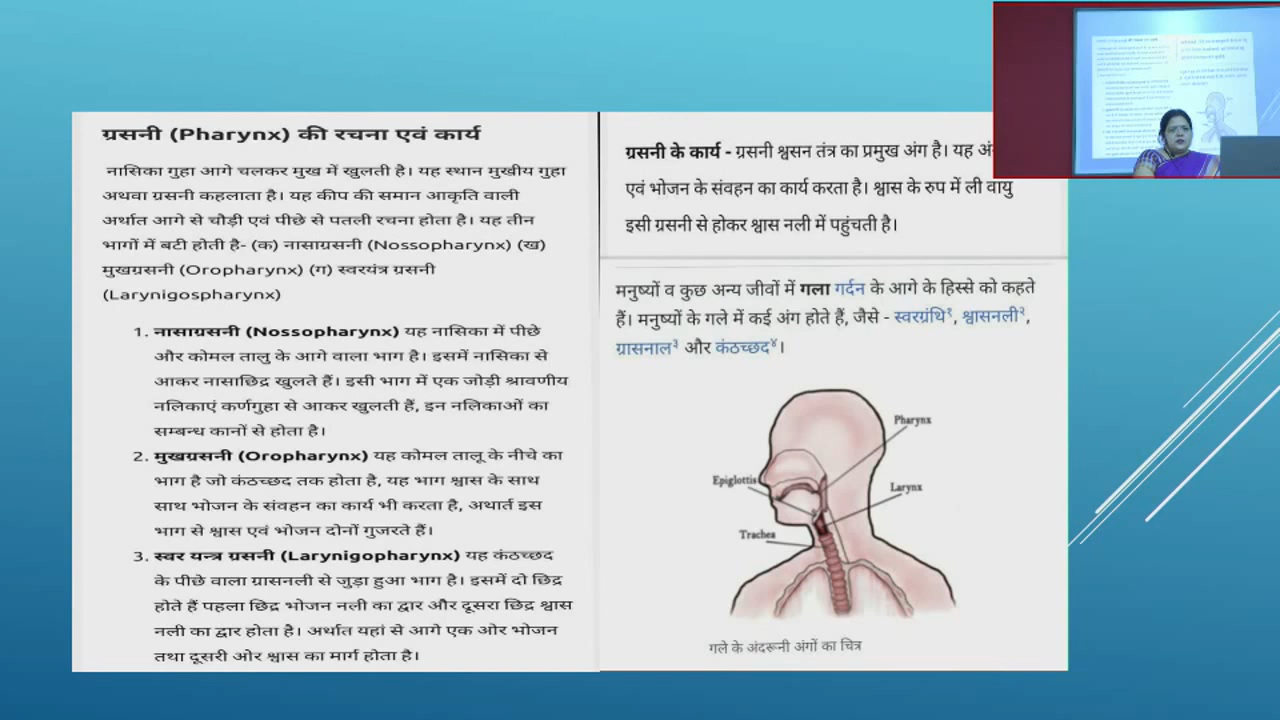 ग्रसनी (Pharynx) की रचना एवं कार्य
नासिका गुहा आगे चलकर मुख में खुलती है। यह स्थान मुखीय गुहा
अथवा ग्रसनी कहलाता है। यह कीप की समान आकृति वाली
अर्थात आगे से चौड़ी एवं पीछे से पतली रचना होता है। यह तीन
भागों में बटी होती है- (क) नासाग्रसनी (Nossopharynx) (ख)
मुखग्रसनी (Oropharynx) (ग) स्वरयंत्र ग्रसनी
(Larynigospharynx)
1. नासाग्रसनी (Nossopharynx) यह नासिका में पीछे
और कोमल तालु के आगे वाला भाग है। इसमें नासिका से
आकर नासाछिद्र खुलते हैं। इसी भाग में एक जोड़ी श्रावणीय
नलिकाएं कर्णगुहा से आकर खुलती हैं, इन नलिकाओं का
सम्बन्ध कानों से होता है।
2. मुखग्रसनी (Oropharynx) यह कोमल तालू के नीचे का
भाग है जो कंठच्छद तक होता है, यह भाग श्वास के साथ
साथ भोजन के संवहन का कार्य भी करता है, अथार्त इस
भाग से श्वास एवं भोजन दोनों गुजरते हैं।
3. स्वर यन्त्र ग्रसनी (Larynigopharynx) यह कंठच्छद
के पीछे वाला ग्रासनली से जुड़ा हुआ भाग है। इसमें दो छिद्र
होते हैं पहला छिद्र भोजन नली का द्वार और दूसरा छिद्र श्वास
नली का द्वार होता है। अर्थात यहां से आगे एक ओर भोजन
तथा दूसरी ओर श्वास का मार्ग होता है।
ग्रसनी के कार्य - ग्रसनी श्वसन तंत्र का प्रमुख अंग है। यह
एवं भोजन के संवहन का कार्य करता है। श्वास के रुप में ली वायु
इसी ग्रसनी से होकर श्वास नली में पहुंचती है।
मनुष्यों व कुछ अन्य जीवों में गला गर्दन के आगे के हिस्से को कहते
हैं। मनुष्यों के गले में कई अंग होते हैं, जैसे - स्वरग्रंथि¹, श्वासनली²,
ग्रासनाल³ और कंठच्छद⁴।
Pharynx
Epiglottis
Larynx
Trachea
गले के अंदरूनी अंगों का चित्र